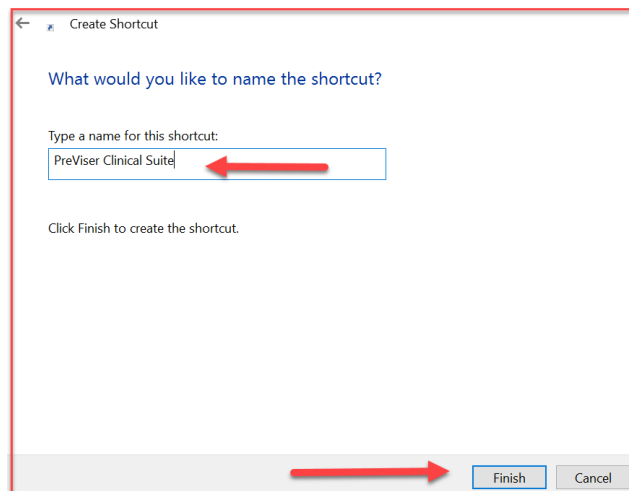 Create Shortcut
What would you like to name the shortcut?
Type a name for this shortcut:
PreViser Clinical Suite
Click Finish to create the shortcut.
Finish Cancel